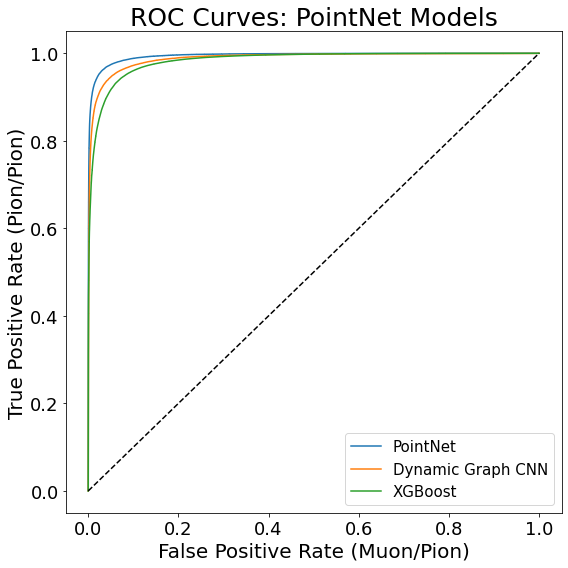 ROC Curves: PointNet Models
True Positive Rate (Pion/Pion)
1.0
0.8
0.6
0.4
0.2
0.0
PointNet
Dynamic Graph CNN
XGBoost
0.0 0.2 0.4 0.6 0.8 1.0
False Positive Rate (Muon/Pion)